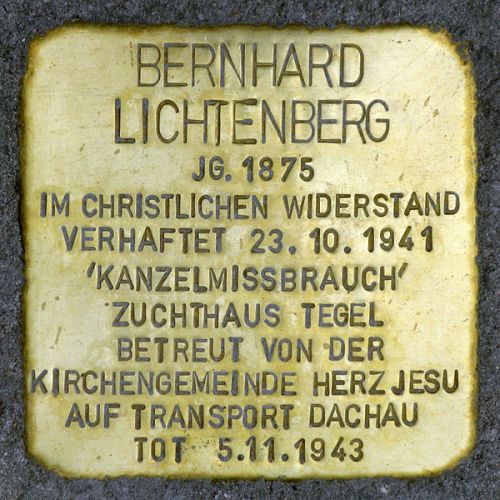 BERNHARD
LICHTENBERG
JG. 1875
IM CHRISTLICHEN WIDERSTAND
VERHAFTET 23. 10. 1941
'KANZELMISSBRAUCH'
ZUCHTHAUS TEGEL
BETREUT VON DER
KIRCHENGEMEINDE HERZ JESU
AUF TRANSPORT DACHAU
TOT 5.11.1943